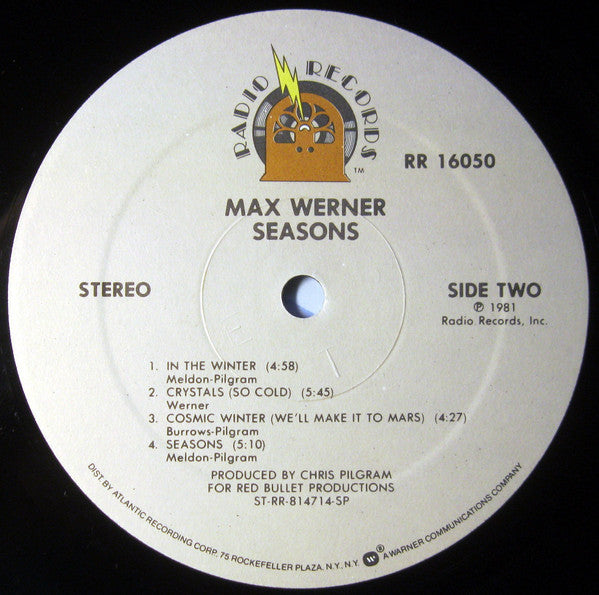 RADIO RECORDS
TM
RR 16050
MAX WERNER
SEASONS
STEREO
SIDE TWO
℗ 1981
Radio Records, Inc.
1. IN THE WINTER (4:58)
Meldon-Pilgram
2. CRYSTALS (SO COLD) (5:45)
Werner
3. COSMIC WINTER (WE'LL MAKE IT TO MARS) (4:27)
Burrows-Pilgram
4. SEASONS (5:10)
Meldon-Pilgram
PRODUCED BY CHRIS PILGRAM
FOR RED BULLET PRODUCTIONS
ST-RR-814714-SP
DIST. BY ATLANTIC RECORDING CORP. 75 ROCKEFELLER PLAZA. N.Y., N.Y. W ® A WARNER COMMUNICATIONS COMPANY